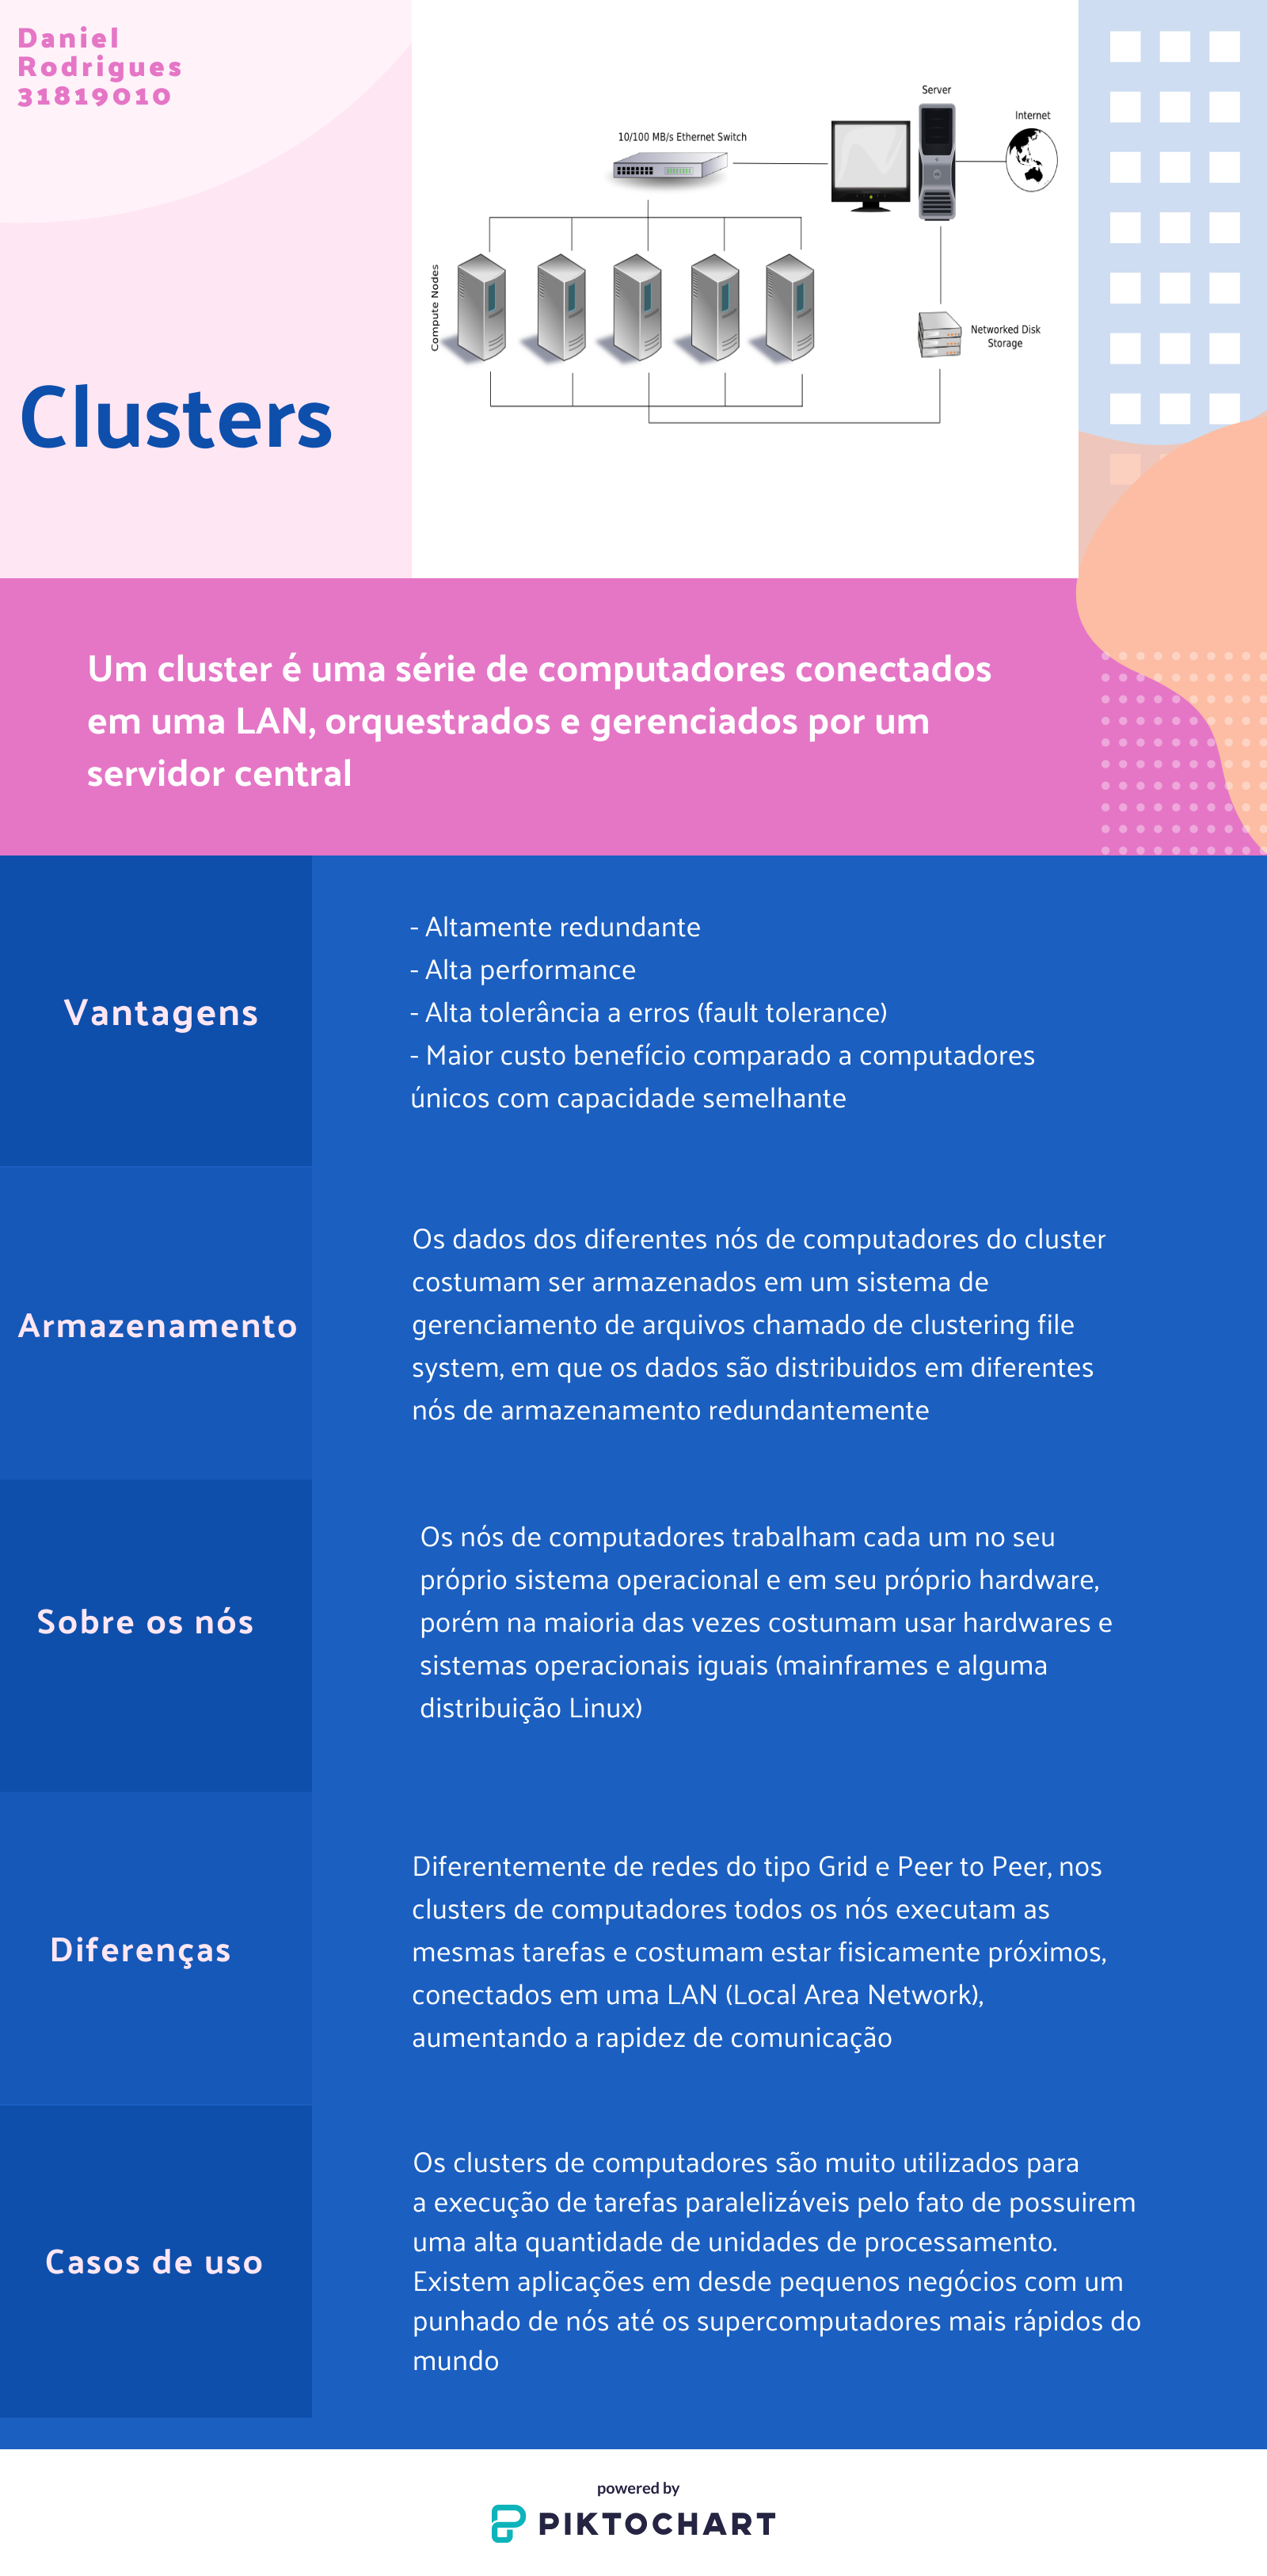 Daniel
Rodrigues
31819010
Clusters
Server
Internet
10/100 MB/s Ethernet Switch
Compute Nodes
Networked Disk
Storage
Um cluster é uma série de computadores conectados
em uma LAN, orquestrados e gerenciados por um
servidor central
Vantagens
- Altamente redundante
- Alta performance
- Alta tolerância a erros (fault tolerance)
- Maior custo benefício comparado a computadores
únicos com capacidade semelhante
Armazenamento
Os dados dos diferentes nós de computadores do cluster
costumam ser armazenados em um sistema de
gerenciamento de arquivos chamado de clustering file
system, em que os dados são distribuidos em diferentes
nós de armazenamento redundantemente
Sobre os nós
Os nós de computadores trabalham cada um no seu
próprio sistema operacional e em seu próprio hardware,
porém na maioria das vezes costumam usar hardwares e
sistemas operacionais iguais (mainframes e alguma
distribuição Linux)
Diferenças
Diferentemente de redes do tipo Grid e Peer to Peer, nos
clusters de computadores todos os nós executam as
mesmas tarefas e costumam estar fisicamente próximos,
conectados em uma LAN (Local Area Network),
aumentando a rapidez de comunicação
Casos de uso
Os clusters de computadores são muito utilizados para
a execução de tarefas paralelizáveis pelo fato de possuirem
uma alta quantidade de unidades de processamento.
Existem aplicações em desde pequenos negócios com um
punhado de nós até os supercomputadores mais rápidos do
mundo
powered by
PIKTOCHART